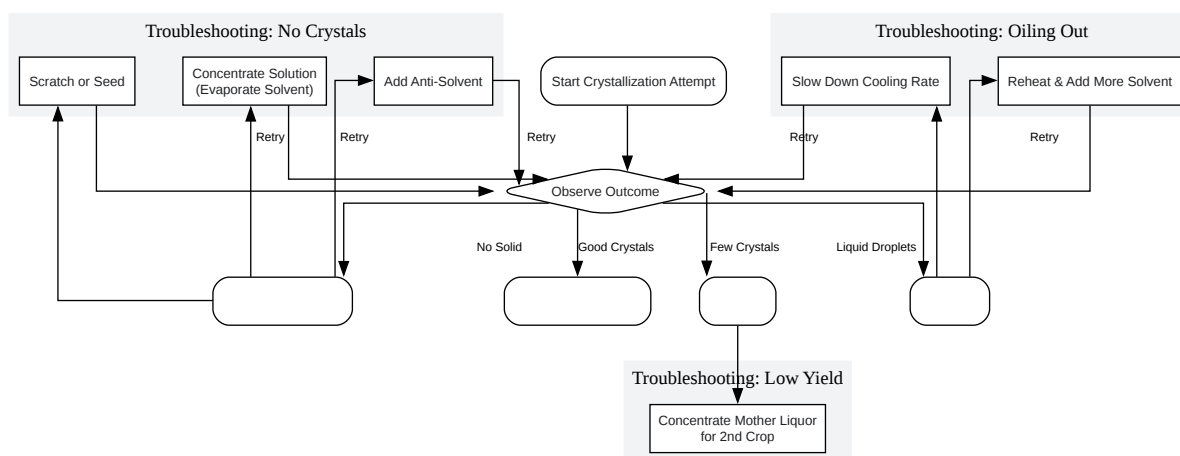 Troubleshooting: No Crystals
Troubleshooting: Oiling Out
Scratch or Seed
Concentrate Solution
(Evaporate Solvent)
Add Anti-Solvent
Start Crystallization Attempt
Slow Down Cooling Rate
Reheat & Add More Solvent
Retry
Retry
Retry
Retry
Retry
Observe Outcome
No Solid
Good Crystals
Few Crystals
Liquid Droplets
Troubleshooting: Low Yield
Concentrate Mother Liquor
for 2nd Crop